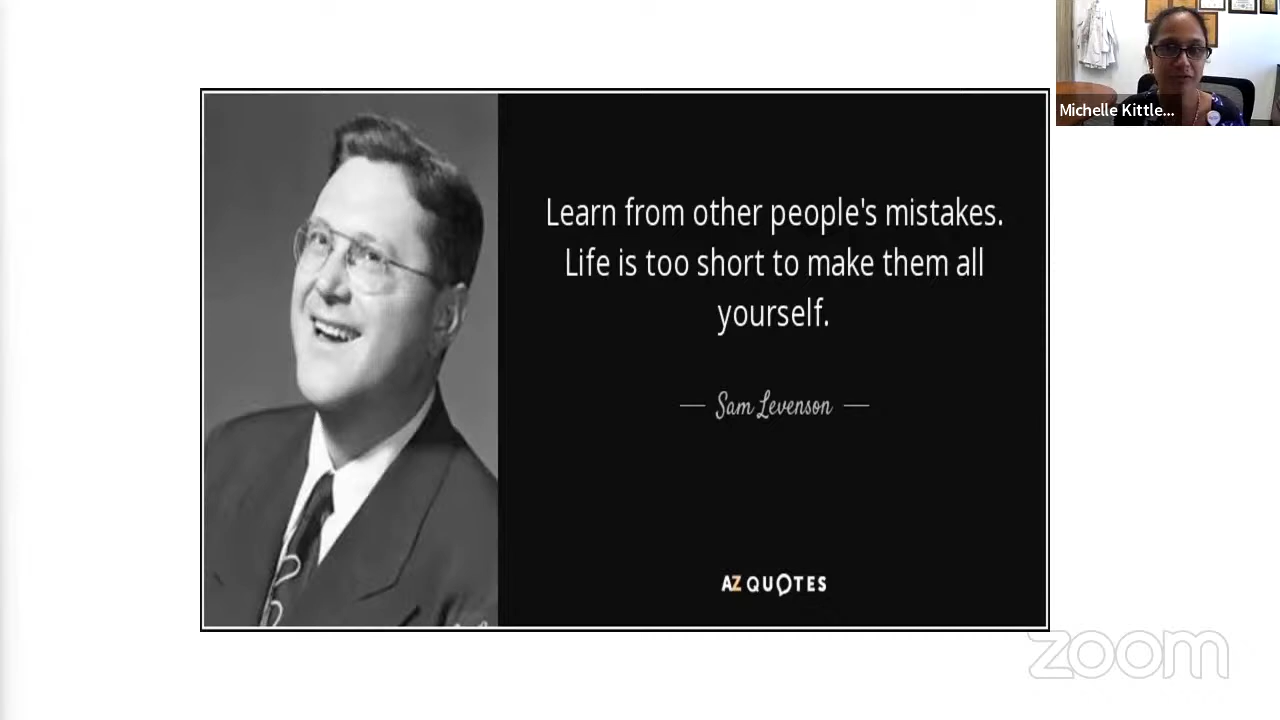 Michelle Kittle...
Learn from other people's mistakes.
Life is too short to make them all
yourself.
Sam Levenson
AZ QUOTES
zoom